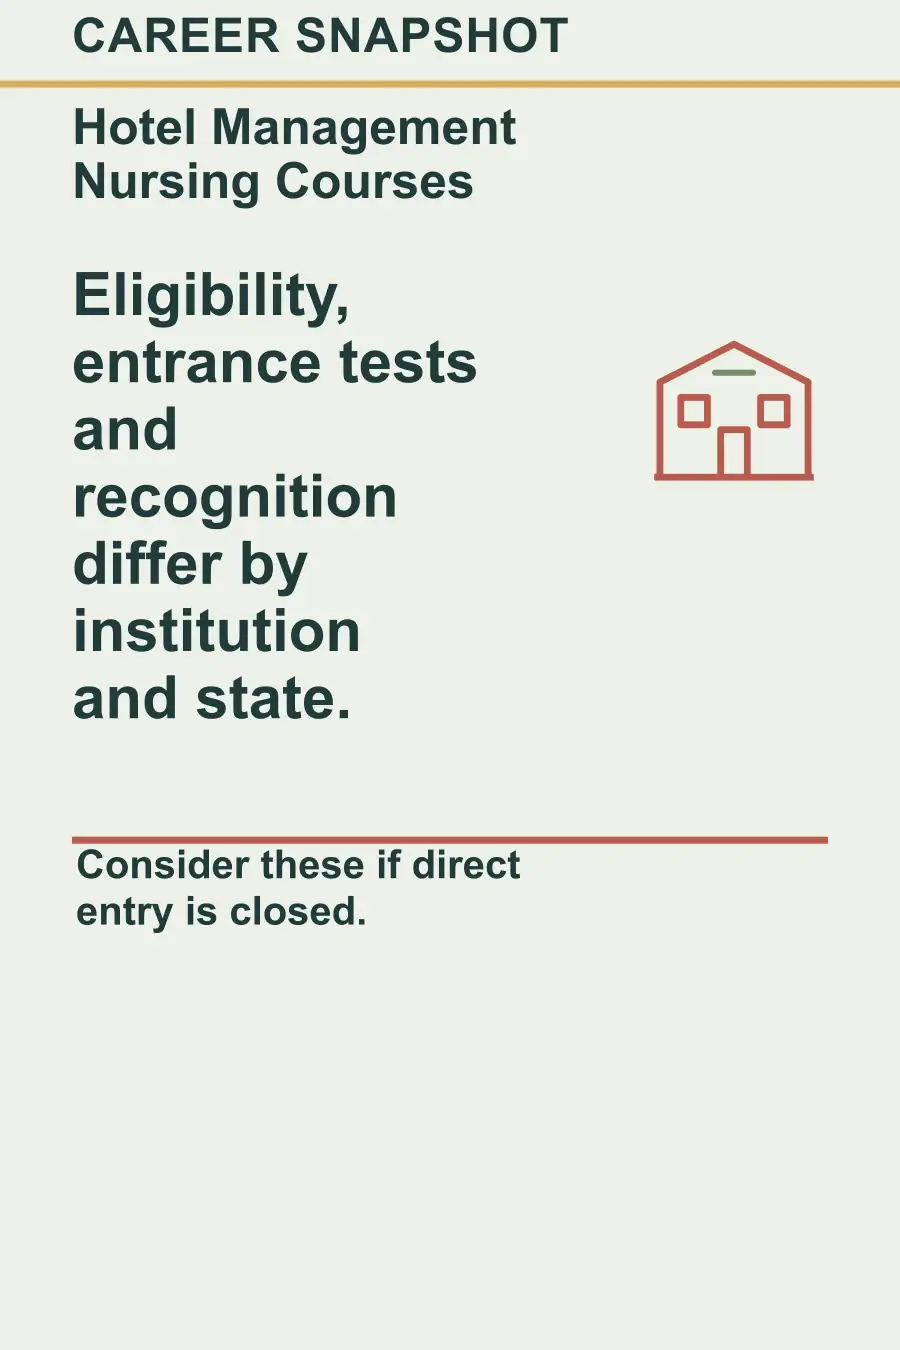 CAREER SNAPSHOT
Hotel Management
Nursing Courses
Eligibility,
entrance tests
and
recognition
differ by
institution
and state.
Consider these if direct
entry is closed.